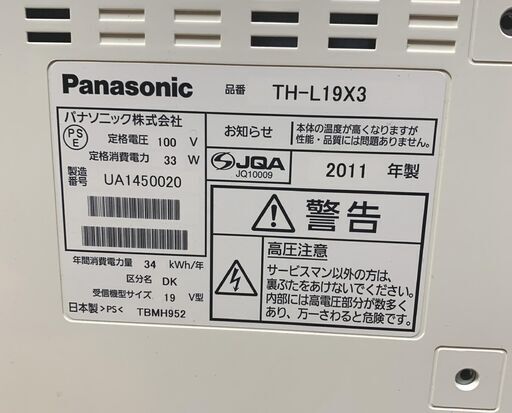 Panasonic 品番 TH-L19X3
パナソニック株式会社
PS
E
定格電圧 100 V
定格消費電力 33 W
製造
番号 UA1450020
お知らせ
本体の温度が高くなりますが
性能・品質には問題ありません。
JQA
JQ10009
2011 年製
警告
高圧注意
サービスマン以外の方は、
裏ぶたをあけないでください。
内部には高電圧部分が数多く
あり、万一さわると危険です。
年間消費電力量 34 kWh/年
区分名 DK
受信機型サイズ 19 V型
日本製 >PS< TBMH952